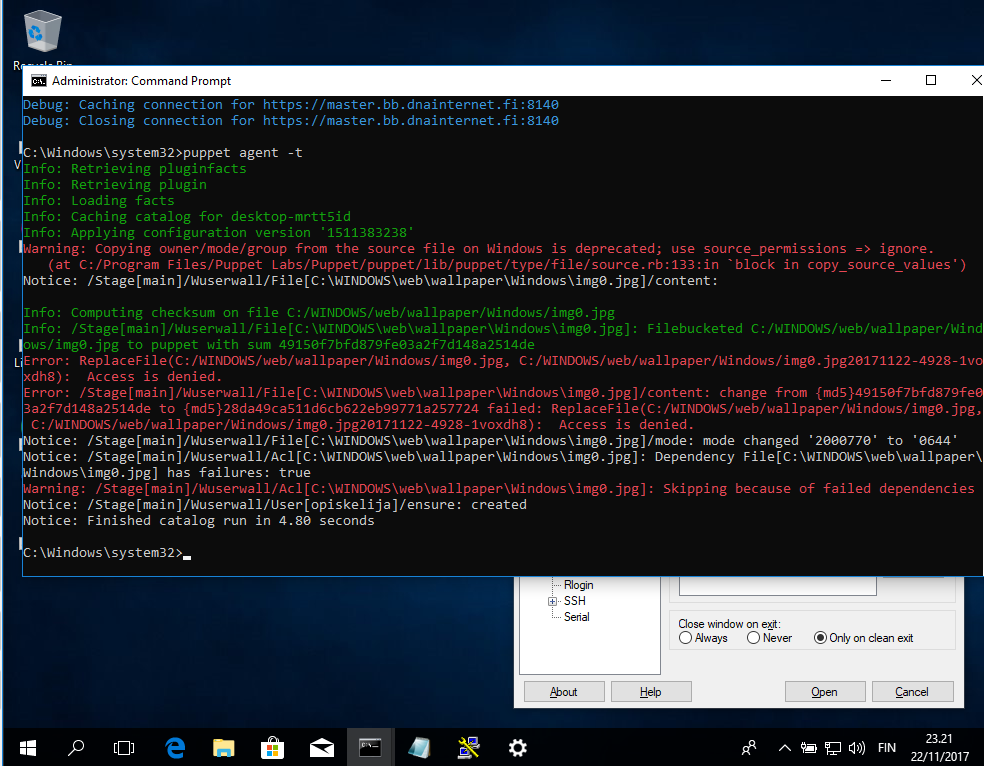 Administrator: Command Prompt
Debug: Caching connection for https://master.bb.dnainternet.fi:8140
Debug: Closing connection for https://master.bb.dnainternet.fi:8140
C:\Windows\system32>puppet agent -t
Info: Retrieving pluginfacts
Info: Retrieving plugin
Info: Loading facts
Info: Caching catalog for desktop-mrtt5id
Info: Applying configuration version '1511383238'
Warning: Copying owner/mode/group from the source file on Windows is deprecated; use source_permissions => ignore.
(at C:/Program Files/Puppet Labs/Puppet/puppet/lib/puppet/type/file/source.rb:133:in `block in copy_source_values')
Notice: /Stage[main]/Wuserwall/File[C:\WINDOWS\web\wallpaper\Windows\img0.jpg]/content:
Info: Computing checksum on file C:/WINDOWS/web/wallpaper/Windows/img0.jpg
Info: /Stage[main]/Wuserwall/File[C:\WINDOWS\web\wallpaper\Windows\img0.jpg]: Filebucketed C:/WINDOWS/web/wallpaper/Wind
ows/img0.jpg to puppet with sum 49150f7bfd879fe03a2f7d148a2514de
Error: ReplaceFile(C:/WINDOWS/web/wallpaper/Windows/img0.jpg, C:/WINDOWS/web/wallpaper/Windows/img0.jpg20171122-4928-1vo
xdh8):  Access is denied.
Error: /Stage[main]/Wuserwall/File[C:\WINDOWS\web\wallpaper\Windows\img0.jpg]/content: change from {md5}49150f7bfd879fe0
3a2f7d148a2514de to {md5}28da49ca511d6cb622eb99771a257724 failed: ReplaceFile(C:/WINDOWS/web/wallpaper/Windows/img0.jpg,
C:/WINDOWS/web/wallpaper/Windows/img0.jpg20171122-4928-1voxdh8):  Access is denied.
Notice: /Stage[main]/Wuserwall/File[C:\WINDOWS\web\wallpaper\Windows\img0.jpg]/mode: mode changed '2000770' to '0644'
Notice: /Stage[main]/Wuserwall/Acl[C:\WINDOWS\web\wallpaper\Windows\img0.jpg]: Dependency File[C:\WINDOWS\web\wallpaper\
Windows\img0.jpg] has failures: true
Warning: /Stage[main]/Wuserwall/Acl[C:\WINDOWS\web\wallpaper\Windows\img0.jpg]: Skipping because of failed dependencies
Notice: /Stage[main]/Wuserwall/User[opiskelija]/ensure: created
Notice: Finished catalog run in 4.80 seconds
C:\Windows\system32>
Rlogin
SSH
Serial
Close window on exit:
Always Never Only on clean exit
About Help Open Cancel
FIN
23.21
22/11/2017